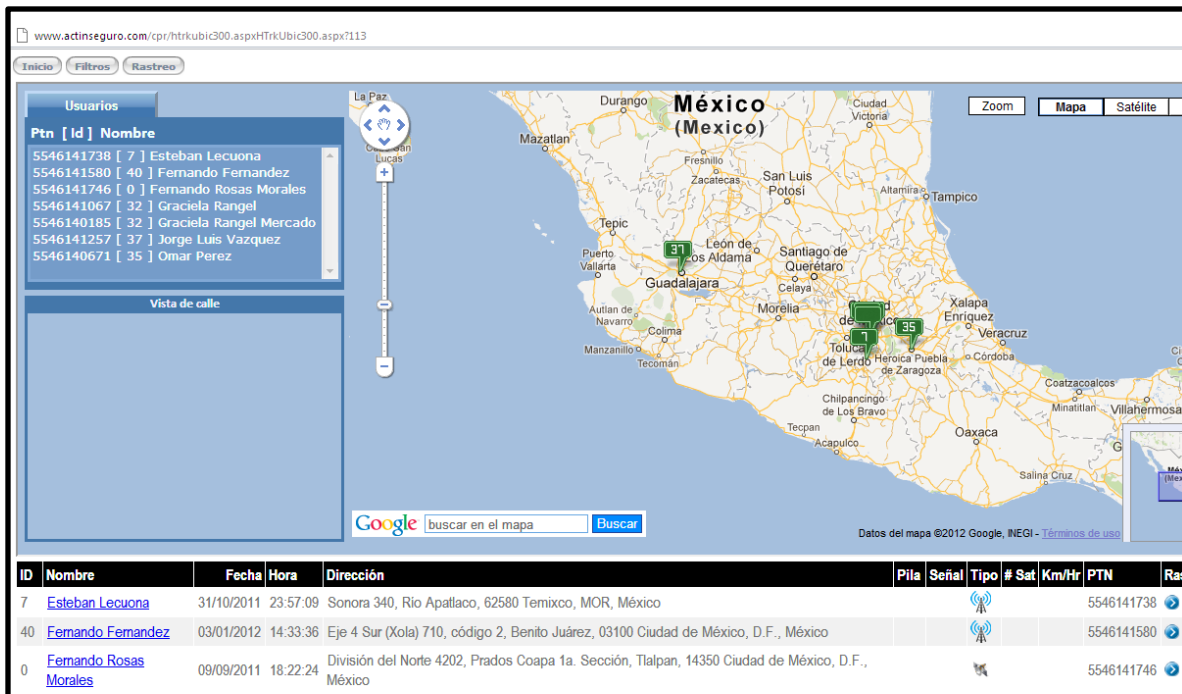 www.actinseguro.com/cpr/htrkubic300.aspxHTrkUbic300.aspx?113
Inicio Filtros Rastreo
Usuarios
Ptn [ Id ] Nombre
5546141738 [ 7 ] Esteban Lecuona
5546141580 [ 40 ] Fernando Fernandez
5546141746 [ 0 ] Fernando Rosas Morales
5546141067 [ 32 ] Graciela Rangel
5546140185 [ 32 ] Graciela Rangel Mercado
5546141257 [ 37 ] Jorge Luis Vazquez
5546140671 [ 35 ] Omar Perez
Vista de calle
Zoom Mapa Satélite
La Paz
Lucas
Durango
México
(Mexico)
Ciudad
Victoria
Mazatlan
Fresnillo
Zacatecas
San Luis
Potosí
Altamira
Tampico
Tepic
Puerto
Vallarta
37
León de
Los Aldama
Guadalajara
Santiago de
Querétaro
Celaya
Morelia
Autlan de
Navarro
Colima
Manzanillo
Tecomán
Xalapa
Enríquez
Veracruz
35
7
Toluca
de Lerdo
Heroica Puebla
de Zaragoza
Córdoba
Coatzacoalcos
Minatitlan
Villahermosa
Chilpancingo
de Los Bravo
Tecpan
Acapulco
Oaxaca
Salina Cruz
Google buscar en el mapa Buscar
Datos del mapa ©2012 Google, INEGI - Términos de uso
ID Nombre Fecha Hora Dirección Pila Señal Tipo # Sat Km/Hr PTN Ras
7 Esteban Lecuona 31/10/2011 23:57:09 Sonora 340, Rio Apatlaco, 62580 Temixco, MOR, México 5546141738
40 Fernando Fernandez 03/01/2012 14:33:36 Eje 4 Sur (Xola) 710, código 2, Benito Juárez, 03100 Ciudad de México, D.F., México 5546141580
0 Fernando Rosas Morales 09/09/2011 18:22:24 División del Norte 4202, Prados Coapa 1a. Sección, Tlalpan, 14350 Ciudad de México, D.F., México 5546141746